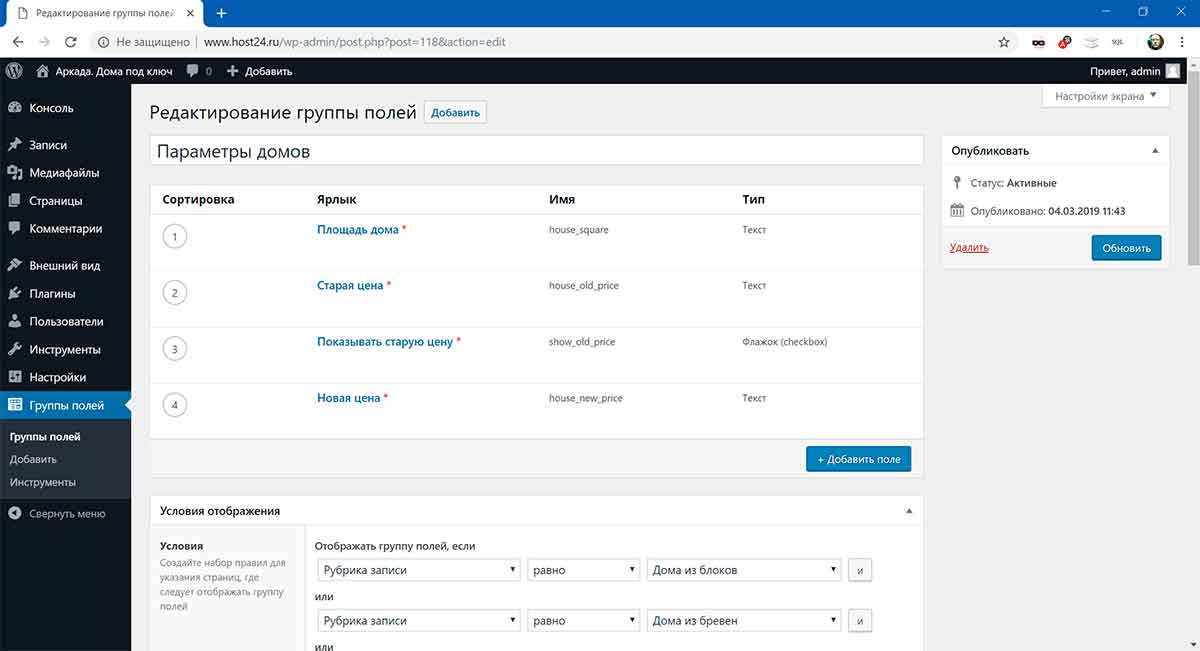 Редактирование группы полей
Не защищено | www.host24.ru/wp-admin/post.php?post=118&action=edit
SQL
Аркада. Дома под ключ 0 Добавить
Привет, admin
Консоль
Записи
Медиафайлы
Страницы
Комментарии
Внешний вид
Плагины
Пользователи
Инструменты
Настройки
Группы полей
Группы полей
Добавить
Инструменты
Свернуть меню
Настройки экрана
Редактирование группы полей Добавить
Параметры домов
Сортировка Ярлык Имя Тип
1 Площадь дома * house_square Текст
2 Старая цена * house_old_price Текст
3 Показывать старую цену * show_old_price Флажок (checkbox)
4 Новая цена * house_new_price Текст
+ Добавить поле
Условия отображения
Условия
Создайте набор правил для
указания страниц, где
следует отображать группу
полей
Отображать группу полей, если
Рубрика записи равно Дома из блоков и
или
Рубрика записи равно Дома из бревен и
или
Опубликовать
Статус: Активные
Опубликовано: 04.03.2019 11:43
Удалить Обновить